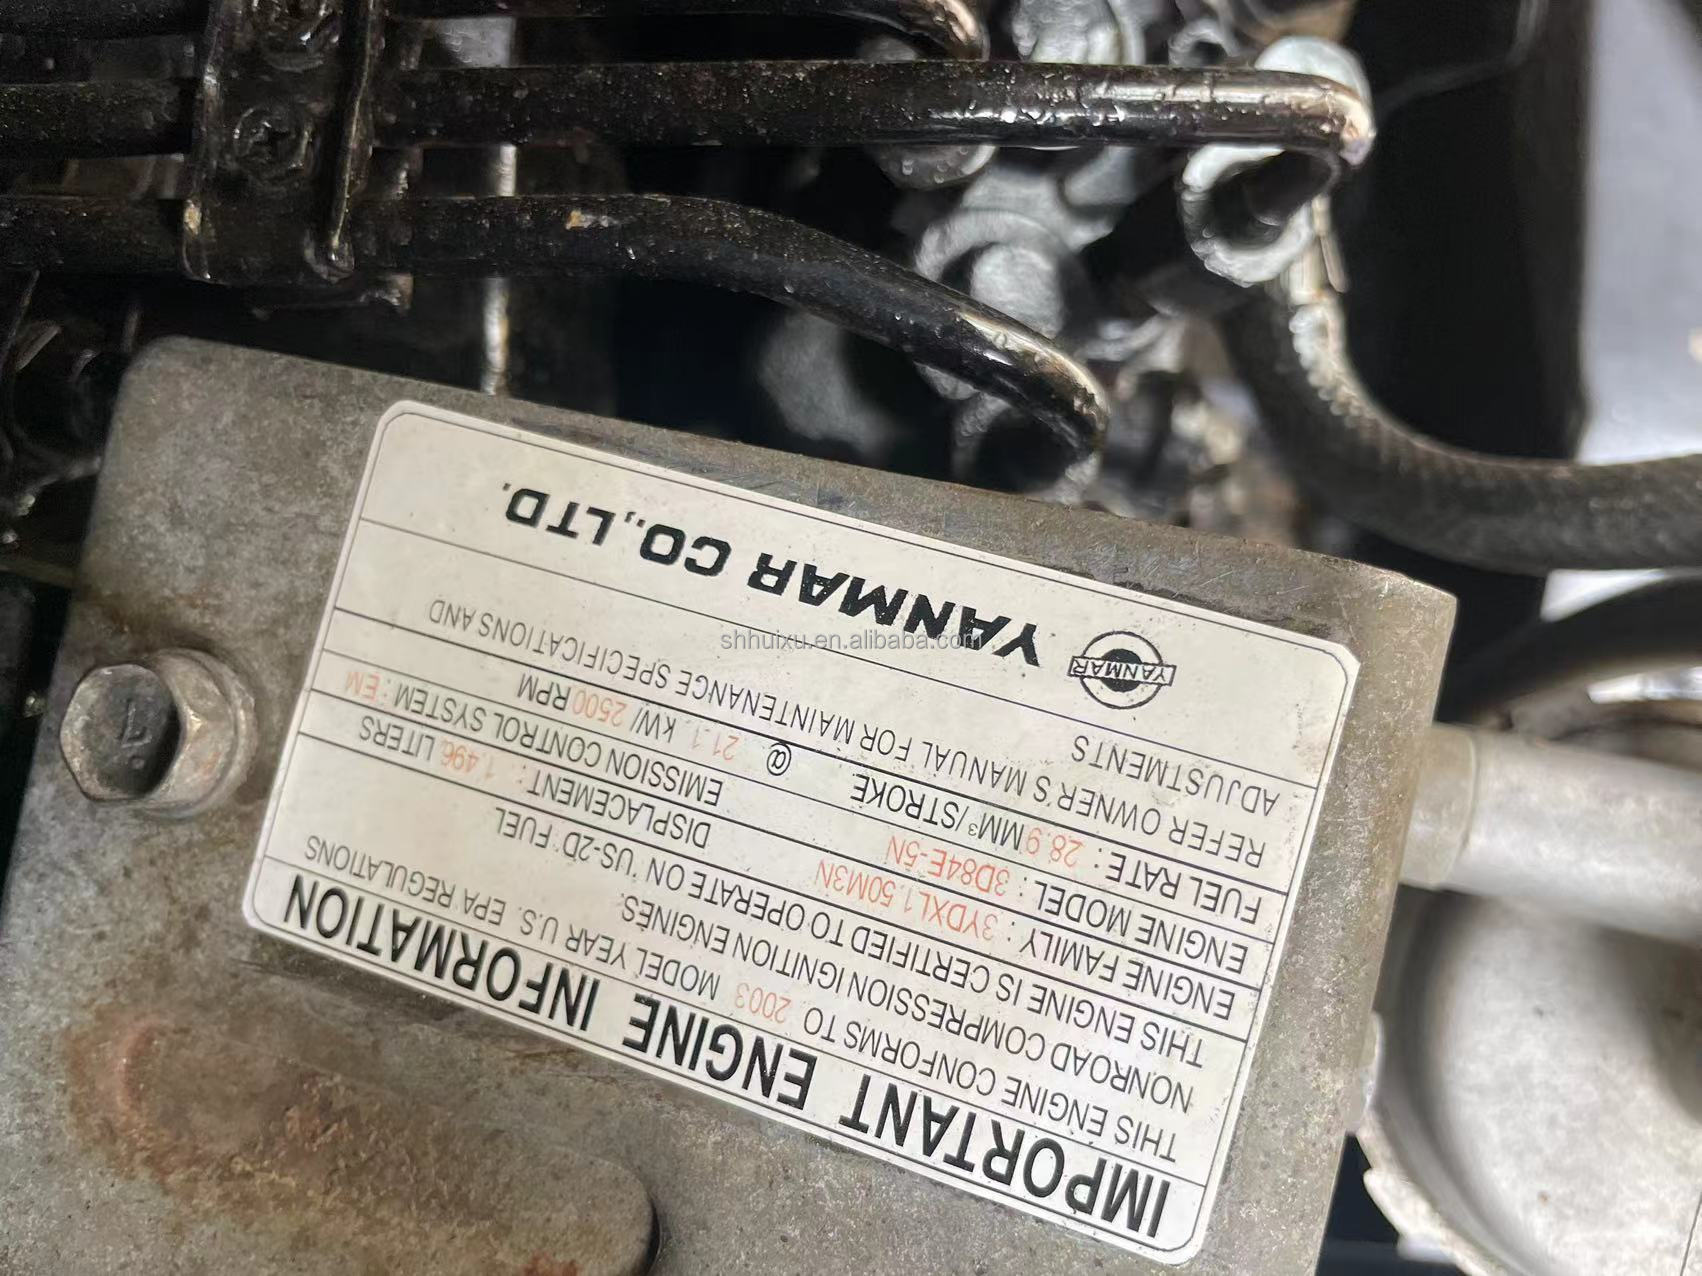 IMPORTANT ENGINE INFORMATION
THIS ENGINE CONFORMS TO 2003 MODEL YEAR U.S. EPA REGULATIONS
NONROAD COMPRESSION IGNITION ENGINES.
THIS ENGINE IS CERTIFIED TO OPERATE ON US-2D FUEL
ENGINE FAMILY : 3YDXL1.50M3N DISPLACEMENT : 1.496 LITERS
ENGINE MODEL : 3D84E-5N EMISSION CONTROL SYSTEM : EM
FUEL RATE : 28.9 MM³/STROKE @ 21.1 kW/ 2500 RPM
REFER OWNER'S MANUAL FOR MAINTENANCE SPECIFICATIONS AND
ADJUSTMENTS
YANMAR YANMAR CO.,LTD.
shhuixu.en.alibaba.com